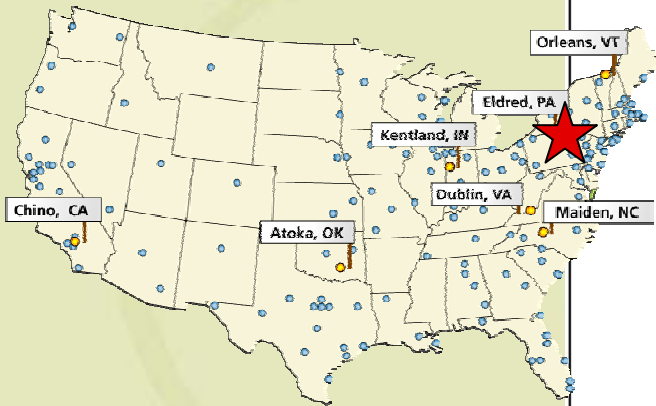 Orleans, VT
Eldred, PA
Kentland, IN
Dublin, VA
Chino, CA
Maiden, NC
Atoka, OK